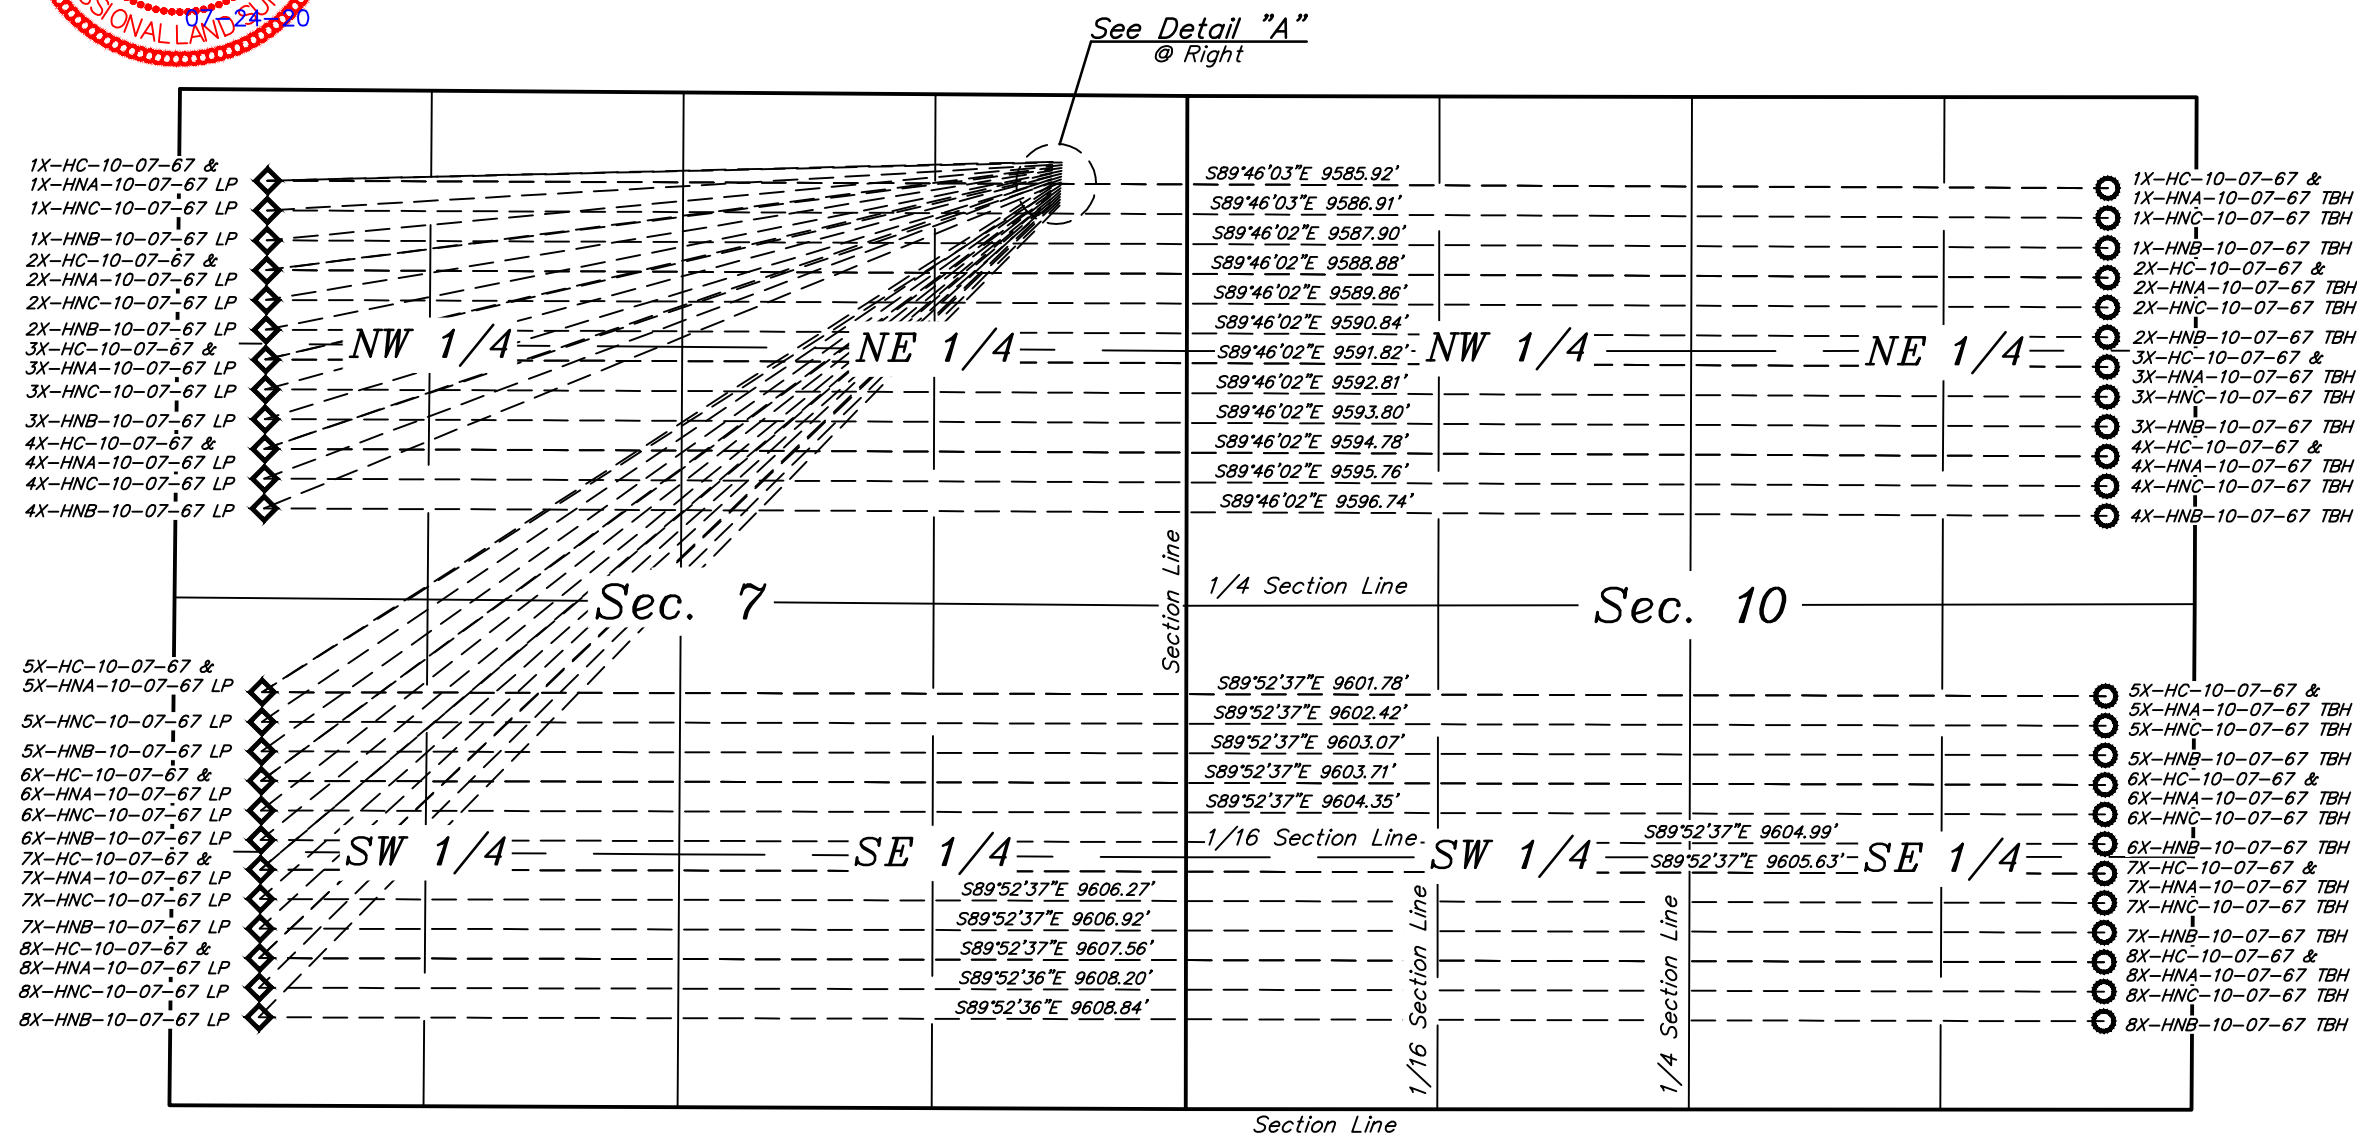 SSIONAL LAND SUR
07-24-20
See Detail "A"
@ Right
1X-HC-10-07-67 &
1X-HNA-10-07-67 LP
1X-HNC-10-07-67 LP
1X-HNB-10-07-67 LP
2X-HC-10-07-67 &
2X-HNA-10-07-67 LP
2X-HNC-10-07-67 LP
2X-HNB-10-07-67 LP
3X-HC-10-07-67 &
3X-HNA-10-07-67 LP
3X-HNC-10-07-67 LP
3X-HNB-10-07-67 LP
4X-HC-10-07-67 &
4X-HNA-10-07-67 LP
4X-HNC-10-07-67 LP
4X-HNB-10-07-67 LP
S89°46'03"E 9585.92'
S89°46'03"E 9586.91'
S89°46'02"E 9587.90'
S89°46'02"E 9588.88'
S89°46'02"E 9589.86'
S89°46'02"E 9590.84'
S89°46'02"E 9591.82'
S89°46'02"E 9592.81'
S89°46'02"E 9593.80'
S89°46'02"E 9594.78'
S89°46'02"E 9595.76'
S89°46'02"E 9596.74'
1X-HC-10-07-67 &
1X-HNA-10-07-67 TBH
1X-HNC-10-07-67 TBH
1X-HNB-10-07-67 TBH
2X-HC-10-07-67 &
2X-HNA-10-07-67 TBH
2X-HNC-10-07-67 TBH
2X-HNB-10-07-67 TBH
3X-HC-10-07-67 &
3X-HNA-10-07-67 TBH
3X-HNC-10-07-67 TBH
3X-HNB-10-07-67 TBH
4X-HC-10-07-67 &
4X-HNA-10-07-67 TBH
4X-HNC-10-07-67 TBH
4X-HNB-10-07-67 TBH
NW 1/4
NE 1/4
NW 1/4
NE 1/4
Section Line
1/4 Section Line
Sec. 7
Sec. 10
5X-HC-10-07-67 &
5X-HNA-10-07-67 LP
5X-HNC-10-07-67 LP
5X-HNB-10-07-67 LP
6X-HC-10-07-67 &
6X-HNA-10-07-67 LP
6X-HNC-10-07-67 LP
6X-HNB-10-07-67 LP
7X-HC-10-07-67 &
7X-HNA-10-07-67 LP
7X-HNC-10-07-67 LP
7X-HNB-10-07-67 LP
8X-HC-10-07-67 &
8X-HNA-10-07-67 LP
8X-HNC-10-07-67 LP
8X-HNB-10-07-67 LP
S89°52'37"E 9601.78'
S89°52'37"E 9602.42'
S89°52'37"E 9603.07'
S89°52'37"E 9603.71'
S89°52'37"E 9604.35'
1/16 Section Line
S89°52'37"E 9604.99'
S89°52'37"E 9605.63'
S89°52'37"E 9606.27'
S89°52'37"E 9606.92'
S89°52'37"E 9607.56'
S89°52'36"E 9608.20'
S89°52'36"E 9608.84'
SW 1/4
SE 1/4
SW 1/4
SE 1/4
5X-HC-10-07-67 &
5X-HNA-10-07-67 TBH
5X-HNC-10-07-67 TBH
5X-HNB-10-07-67 TBH
6X-HC-10-07-67 &
6X-HNA-10-07-67 TBH
6X-HNC-10-07-67 TBH
6X-HNB-10-07-67 TBH
7X-HC-10-07-67 &
7X-HNA-10-07-67 TBH
7X-HNC-10-07-67 TBH
7X-HNB-10-07-67 TBH
8X-HC-10-07-67 &
8X-HNA-10-07-67 TBH
8X-HNC-10-07-67 TBH
8X-HNB-10-07-67 TBH
1/16 Section Line
1/4 Section Line
Section Line